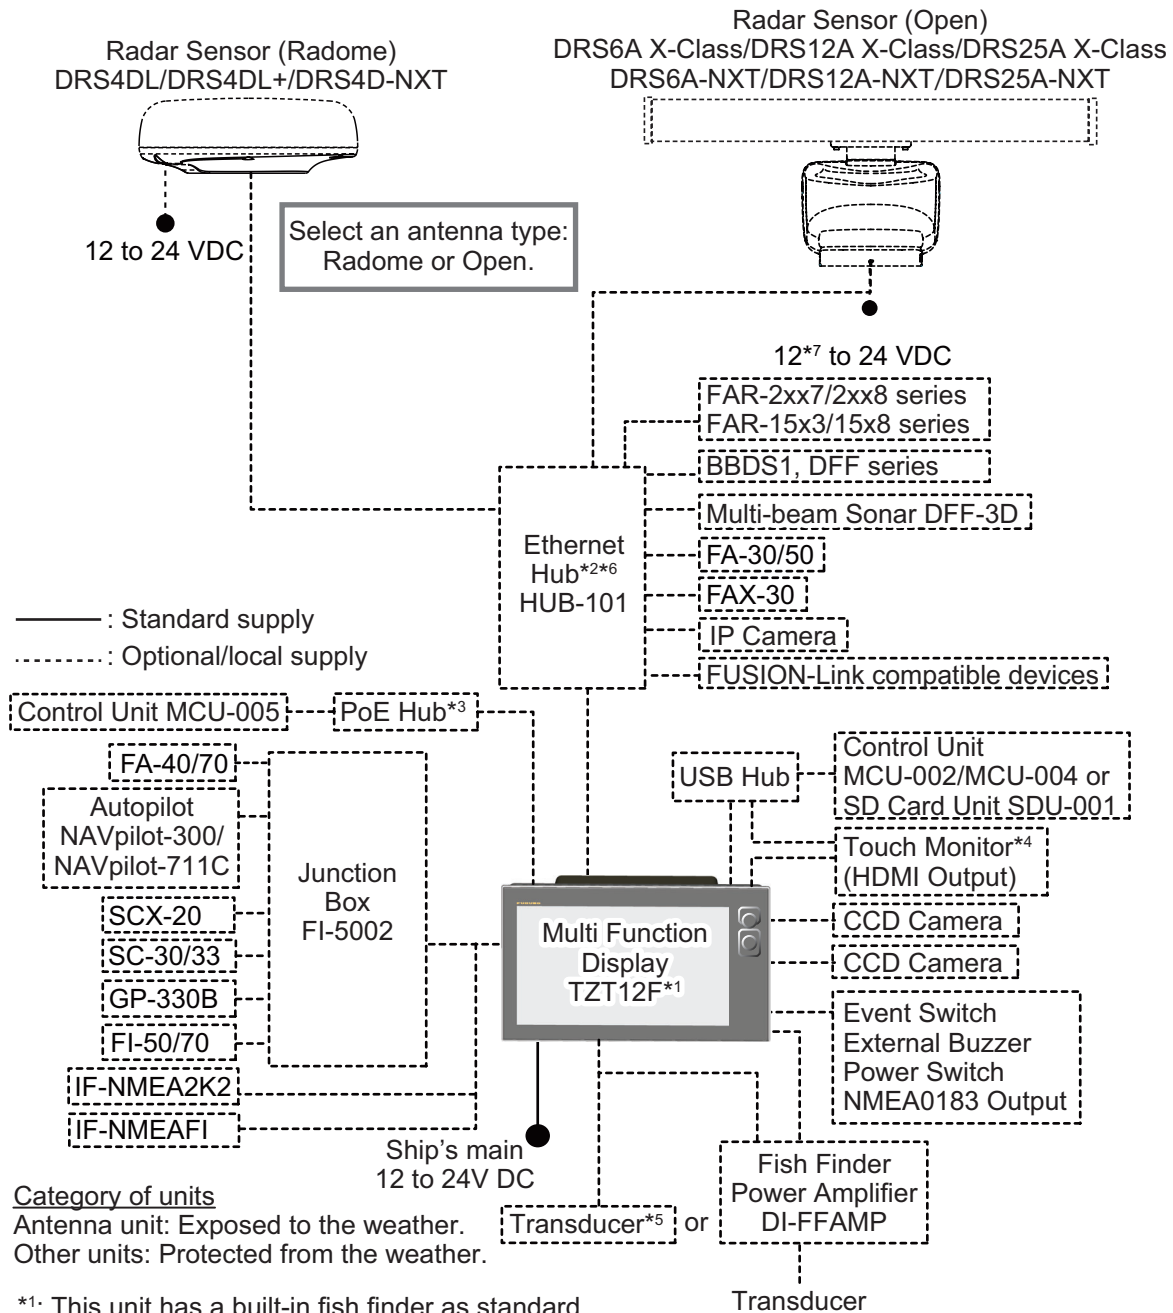 Radar Sensor (Radome)
DRS4DL/DRS4DL+/DRS4D-NXT
Radar Sensor (Open)
DRS6A X-Class/DRS12A X-Class/DRS25A X-Class
DRS6A-NXT/DRS12A-NXT/DRS25A-NXT
12 to 24 VDC
Select an antenna type:
Radome or Open.
12*7 to 24 VDC
FAR-2xx7/2xx8 series
FAR-15x3/15x8 series
BBDS1, DFF series
Multi-beam Sonar DFF-3D
FA-30/50
FAX-30
IP Camera
FUSION-Link compatible devices
Ethernet
Hub*2*6
HUB-101
: Standard supply
: Optional/local supply
Control Unit MCU-005
PoE Hub*3
FA-40/70
Autopilot
NAVpilot-300/
NAVpilot-711C
SCX-20
SC-30/33
GP-330B
FI-50/70
IF-NMEA2K2
IF-NMEAFI
Junction
Box
FI-5002
USB Hub
Control Unit
MCU-002/MCU-004 or
SD Card Unit SDU-001
Touch Monitor*4
(HDMI Output)
CCD Camera
CCD Camera
Event Switch
External Buzzer
Power Switch
NMEA0183 Output
FURUNO
Multi Function
Display
TZT12F*1
Ship's main
12 to 24V DC
Transducer*5 or
Fish Finder
Power Amplifier
DI-FFAMP
Transducer
Category of units
Antenna unit: Exposed to the weather.
Other units: Protected from the weather.
*1: This unit has a built-in fish finder as standard.